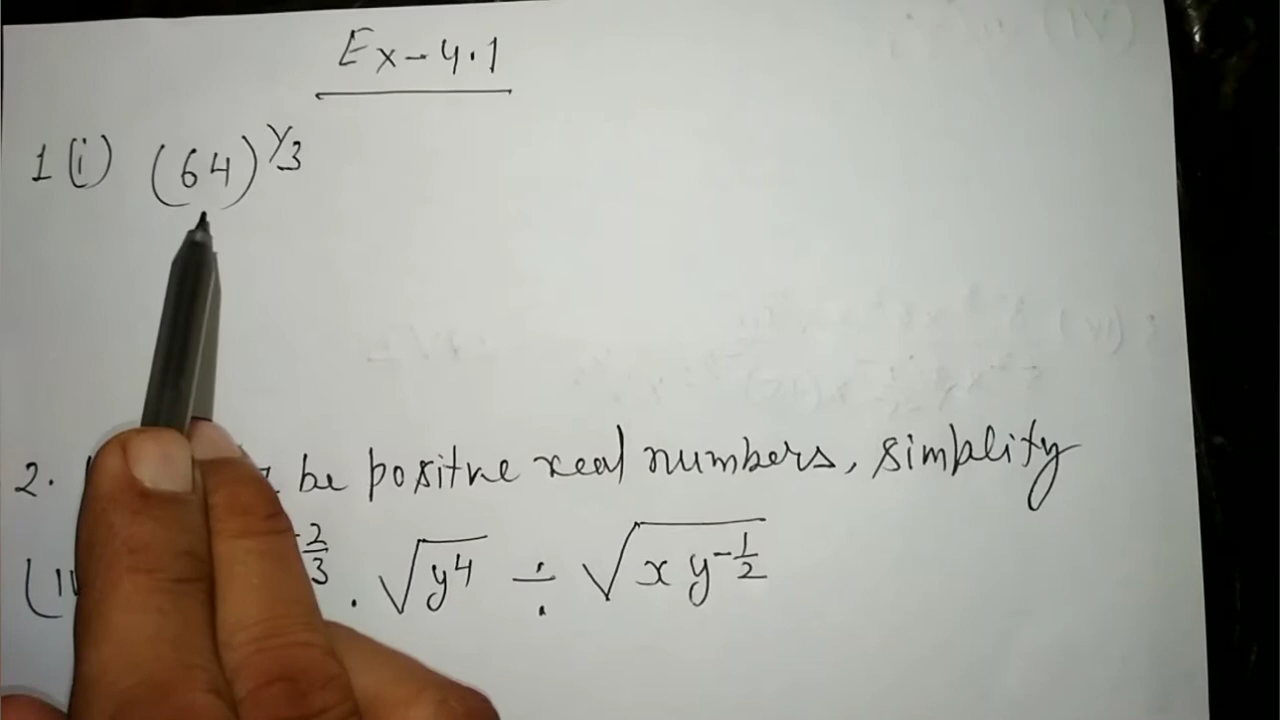 Ex-4.1
1(i) (64)^1/3
2. be positive real numbers, simplify
-2/3 . √y^4 ÷ √x y^-1/2